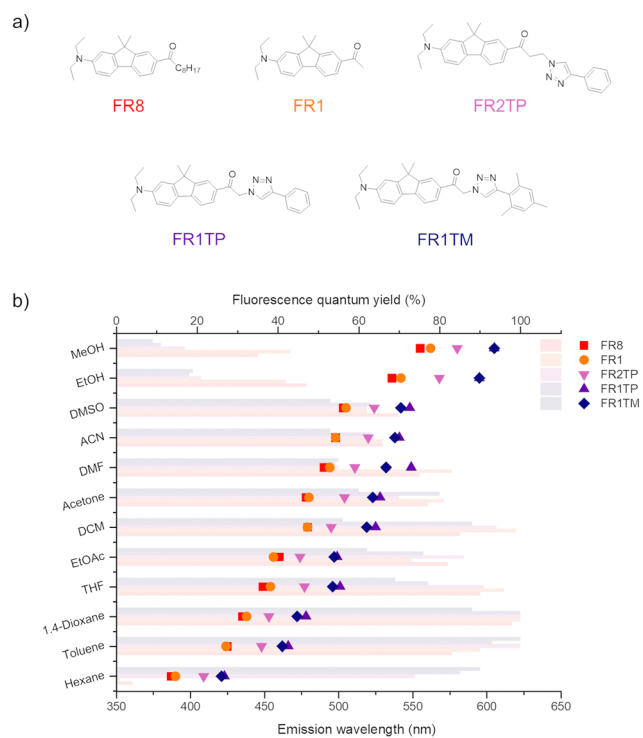 a)
N
O
C8H17
FR8
N
O
FR1
N
O
N
N=N
FR2TP
N
O
N=N
N
FR1TP
N
O
N=N
N
FR1TM
b)
Fluorescence quantum yield (%)
0 20 40 60 80 100
MeOH
EtOH
DMSO
ACN
DMF
Acetone
DCM
EtOAc
THF
1.4-Dioxane
Toluene
Hexane
FR8
FR1
FR2TP
FR1TP
FR1TM
350 400 450 500 550 600 650
Emission wavelength (nm)